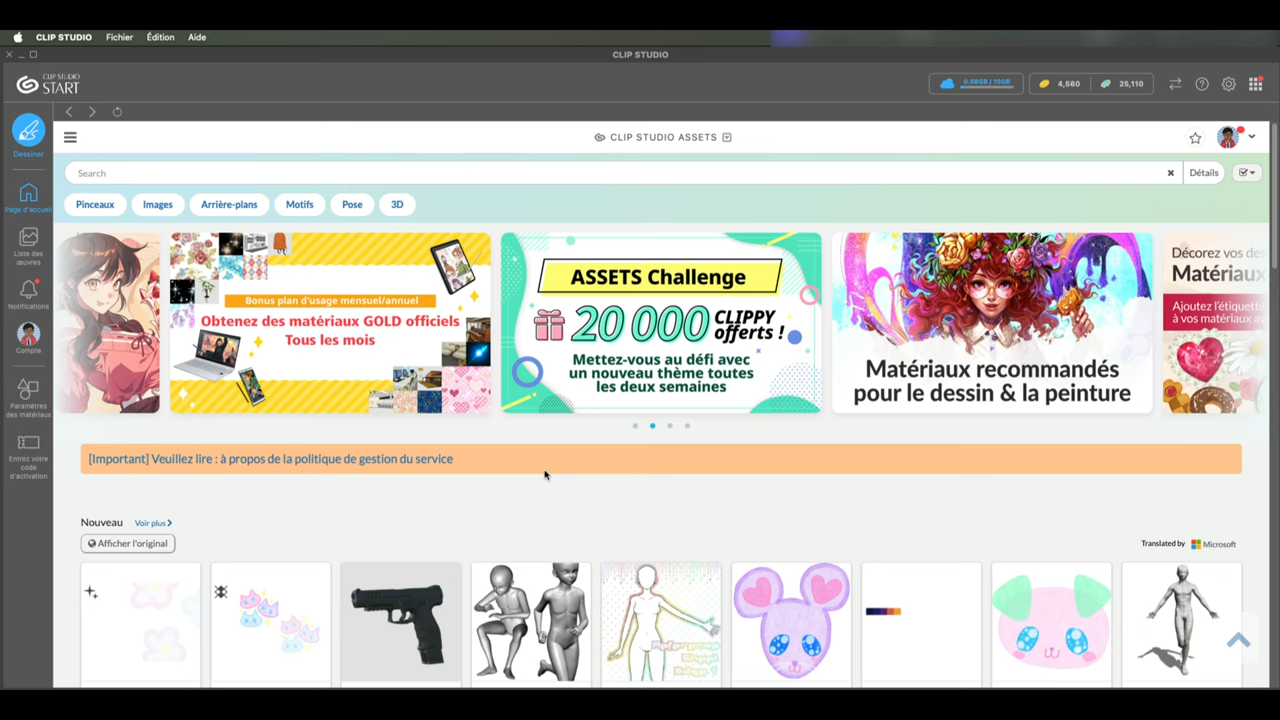 CLIP STUDIO Fichier Édition Aide
CLIP STUDIO
CLIP STUDIO
START
0.58GB / 10GB
4,560
25,110
Dessiner
Page d'accueil
Liste des
œuvres
Notifications
Compte
Paramètres
des matériaux
Entrez votre
code
d'activation
CLIP STUDIO ASSETS
Search
Détails
Pinceaux
Images
Arrière-plans
Motifs
Pose
3D
Bonus plan d'usage mensuel/annuel
Obtenez des matériaux GOLD officiels
Tous les mois
ASSETS Challenge
20 000 CLIPPY
offerts !
Mettez-vous au défi avec
un nouveau thème toutes
les deux semaines
Matériaux recommandés
pour le dessin & la peinture
Décorez vos des
Matériaux
Ajoutez l'étiquette
à vos matériaux a
[Important] Veuillez lire : à propos de la politique de gestion du service
Nouveau
Voir plus
Afficher l'original
Translated by
Microsoft